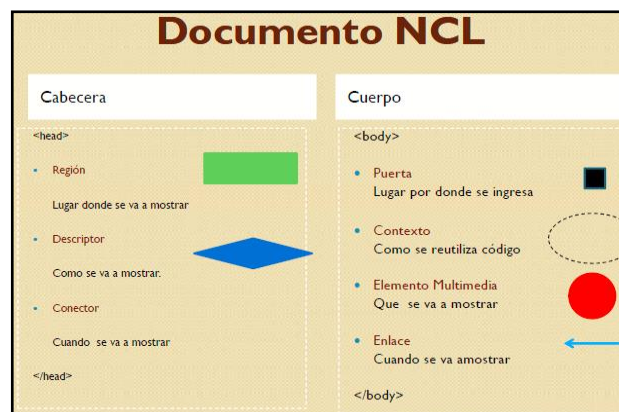 Documento NCL
Cabecera
<head>
• Región
Lugar donde se va a mostrar
• Descriptor
Como se va a mostrar.
• Conector
Cuando se va a mostrar
</head>
Cuerpo
<body>
• Puerta
Lugar por donde se ingresa
• Contexto
Como se reutiliza código
• Elemento Multimedia
Que se va a mostrar
• Enlace
Cuando se va amostrar
</body>